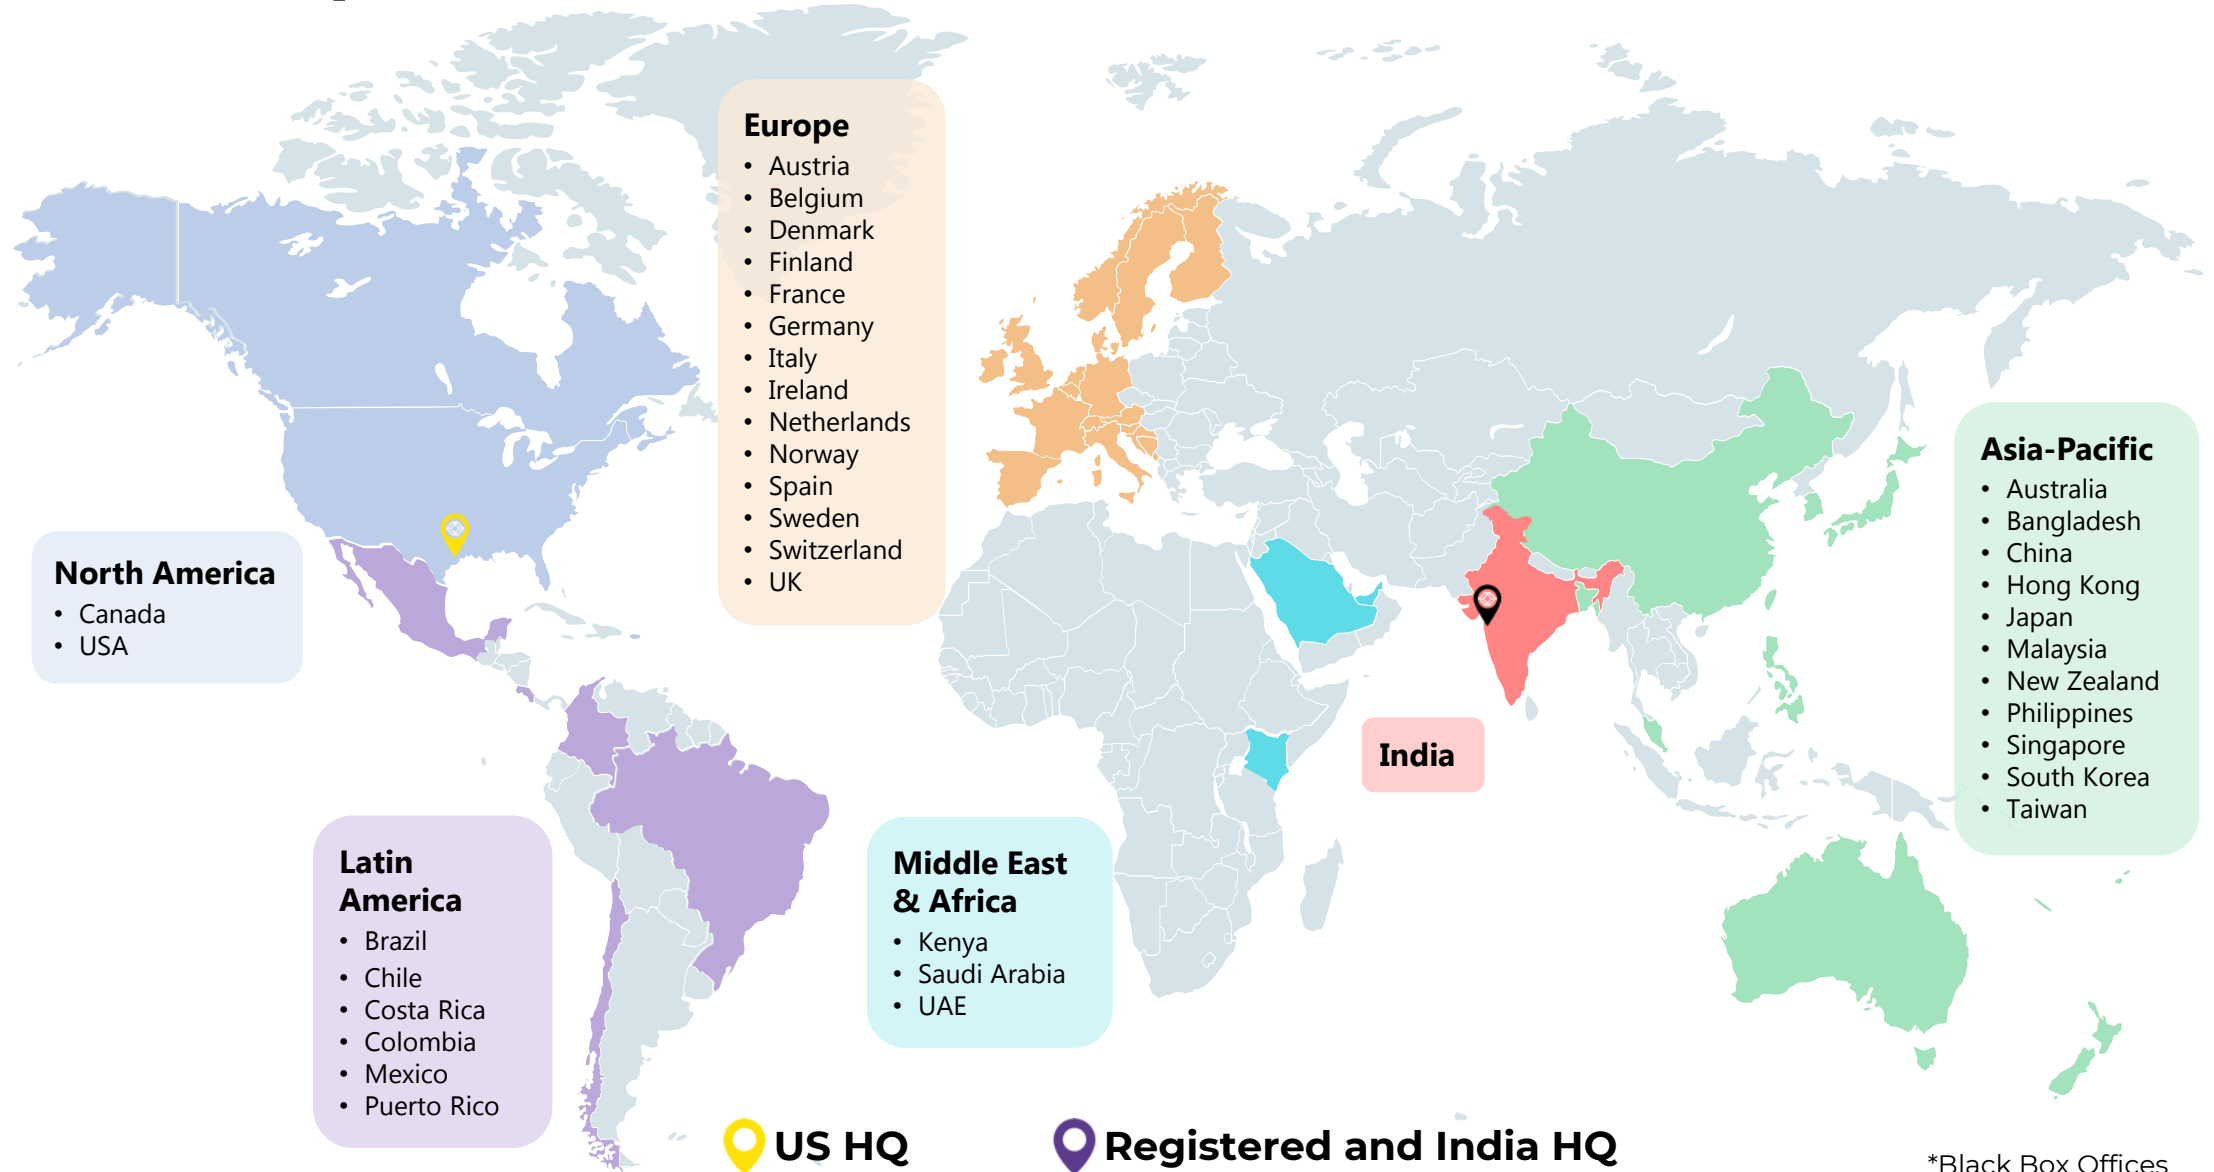 Europe
• Austria
• Belgium
• Denmark
• Finland
• France
• Germany
• Italy
• Ireland
• Netherlands
• Norway
• Spain
• Sweden
• Switzerland
• UK
North America
• Canada
• USA
Asia-Pacific
• Australia
• Bangladesh
• China
• Hong Kong
• Japan
• Malaysia
• New Zealand
• Philippines
• Singapore
• South Korea
• Taiwan
India
Latin
America
• Brazil
• Chile
• Costa Rica
• Colombia
• Mexico
• Puerto Rico
Middle East
& Africa
• Kenya
• Saudi Arabia
• UAE
US HQ
Registered and India HQ
*Black Box Offices